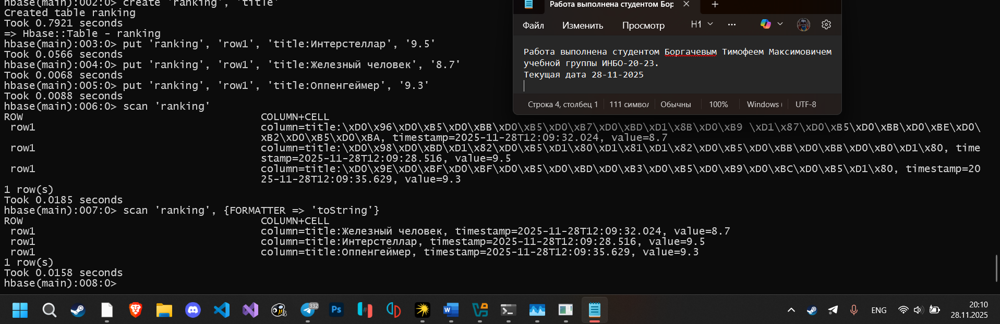 hbase(main):002:0> create 'ranking', 'title'
Created table ranking
Took 0.7921 seconds
=> Hbase::Table - ranking
hbase(main):003:0> put 'ranking', 'row1', 'title:Интерстеллар', '9.5'
Took 0.0566 seconds
hbase(main):004:0> put 'ranking', 'row1', 'title:Железный человек', '8.7'
Took 0.0068 seconds
hbase(main):005:0> put 'ranking', 'row1', 'title:Оппенгеймер', '9.3'
Took 0.0088 seconds
hbase(main):006:0> scan 'ranking'
ROW COLUMN+CELL
row1 column=title:\xD0\x96\xD0\xB5\xD0\xBB\xD0\xB5\xD0\xB7\xD0\xBD\xD1\x8B\xD0\xB9 \xD1\x87\xD0\xB5\xD0\xBB\xD0\xBE\xD0\
xB2\xD0\xB5\xD0\xBA, timestamp=2025-11-28T12:09:32.024, value=8.7
row1 column=title:\xD0\x98\xD0\xBD\xD1\x82\xD0\xB5\xD1\x80\xD1\x81\xD1\x82\xD0\xB5\xD0\xBB\xD0\xBB\xD0\xB0\xD1\x80, time
stamp=2025-11-28T12:09:28.516, value=9.5
row1 column=title:\xD0\x9E\xD0\xBF\xD0\xBF\xD0\xB5\xD0\xBD\xD0\xB3\xD0\xB5\xD0\xB9\xD0\xBC\xD0\xB5\xD1\x80, timestamp=20
25-11-28T12:09:35.629, value=9.3
1 row(s)
Took 0.0185 seconds
hbase(main):007:0> scan 'ranking', {FORMATTER => 'toString'}
ROW COLUMN+CELL
row1 column=title:Железный человек, timestamp=2025-11-28T12:09:32.024, value=8.7
row1 column=title:Интерстеллар, timestamp=2025-11-28T12:09:28.516, value=9.5
row1 column=title:Оппенгеймер, timestamp=2025-11-28T12:09:35.629, value=9.3
1 row(s)
Took 0.0158 seconds
hbase(main):008:0>
Работа выполнена студентом Бор
Файл Изменить Просмотр H1
Работа выполнена студентом Боргачевым Тимофеем Максимовичем
учебной группы ИНБО-20-23.
Текущая дата 28-11-2025
Строка 4, столбец 1 111 символ Обычны 100% Windows ( UTF-8
332
Ps
W
ENG
20:10
28.11.2025